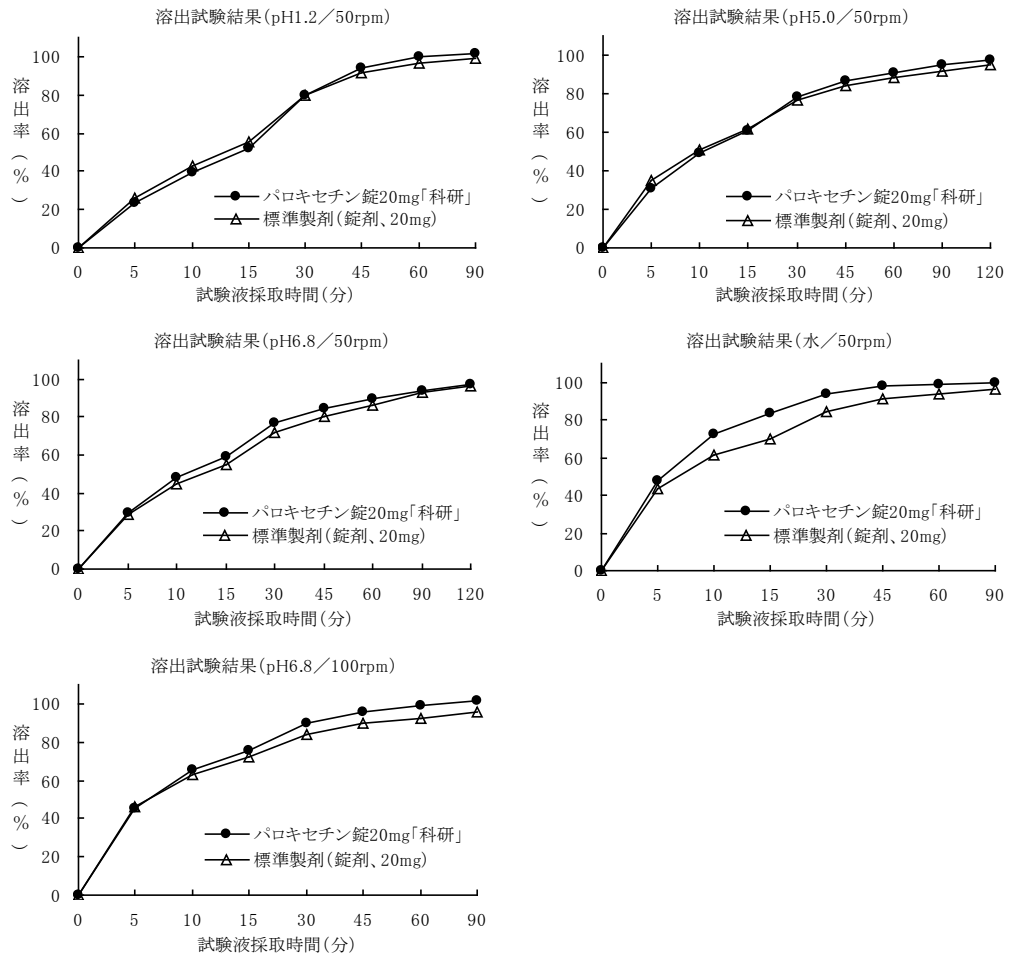 溶出試験結果(pH1.2／50rpm)
溶出率(%)
100
80
60
40
20
0
パロキセチン錠20mg「科研」
標準製剤(錠剤、20mg)
0 5 10 15 30 45 60 90
試験液採取時間(分)
溶出試験結果(pH5.0／50rpm)
溶出率(%)
100
80
60
40
20
0
パロキセチン錠20mg「科研」
標準製剤(錠剤、20mg)
0 5 10 15 30 45 60 90 120
試験液採取時間(分)
溶出試験結果(pH6.8／50rpm)
溶出率(%)
100
80
60
40
20
0
パロキセチン錠20mg「科研」
標準製剤(錠剤、20mg)
0 5 10 15 30 45 60 90 120
試験液採取時間(分)
溶出試験結果(水／50rpm)
溶出率(%)
100
80
60
40
20
0
パロキセチン錠20mg「科研」
標準製剤(錠剤、20mg)
0 5 10 15 30 45 60 90
試験液採取時間(分)
溶出試験結果(pH6.8／100rpm)
溶出率(%)
100
80
60
40
20
0
パロキセチン錠20mg「科研」
標準製剤(錠剤、20mg)
0 5 10 15 30 45 60 90
試験液採取時間(分)